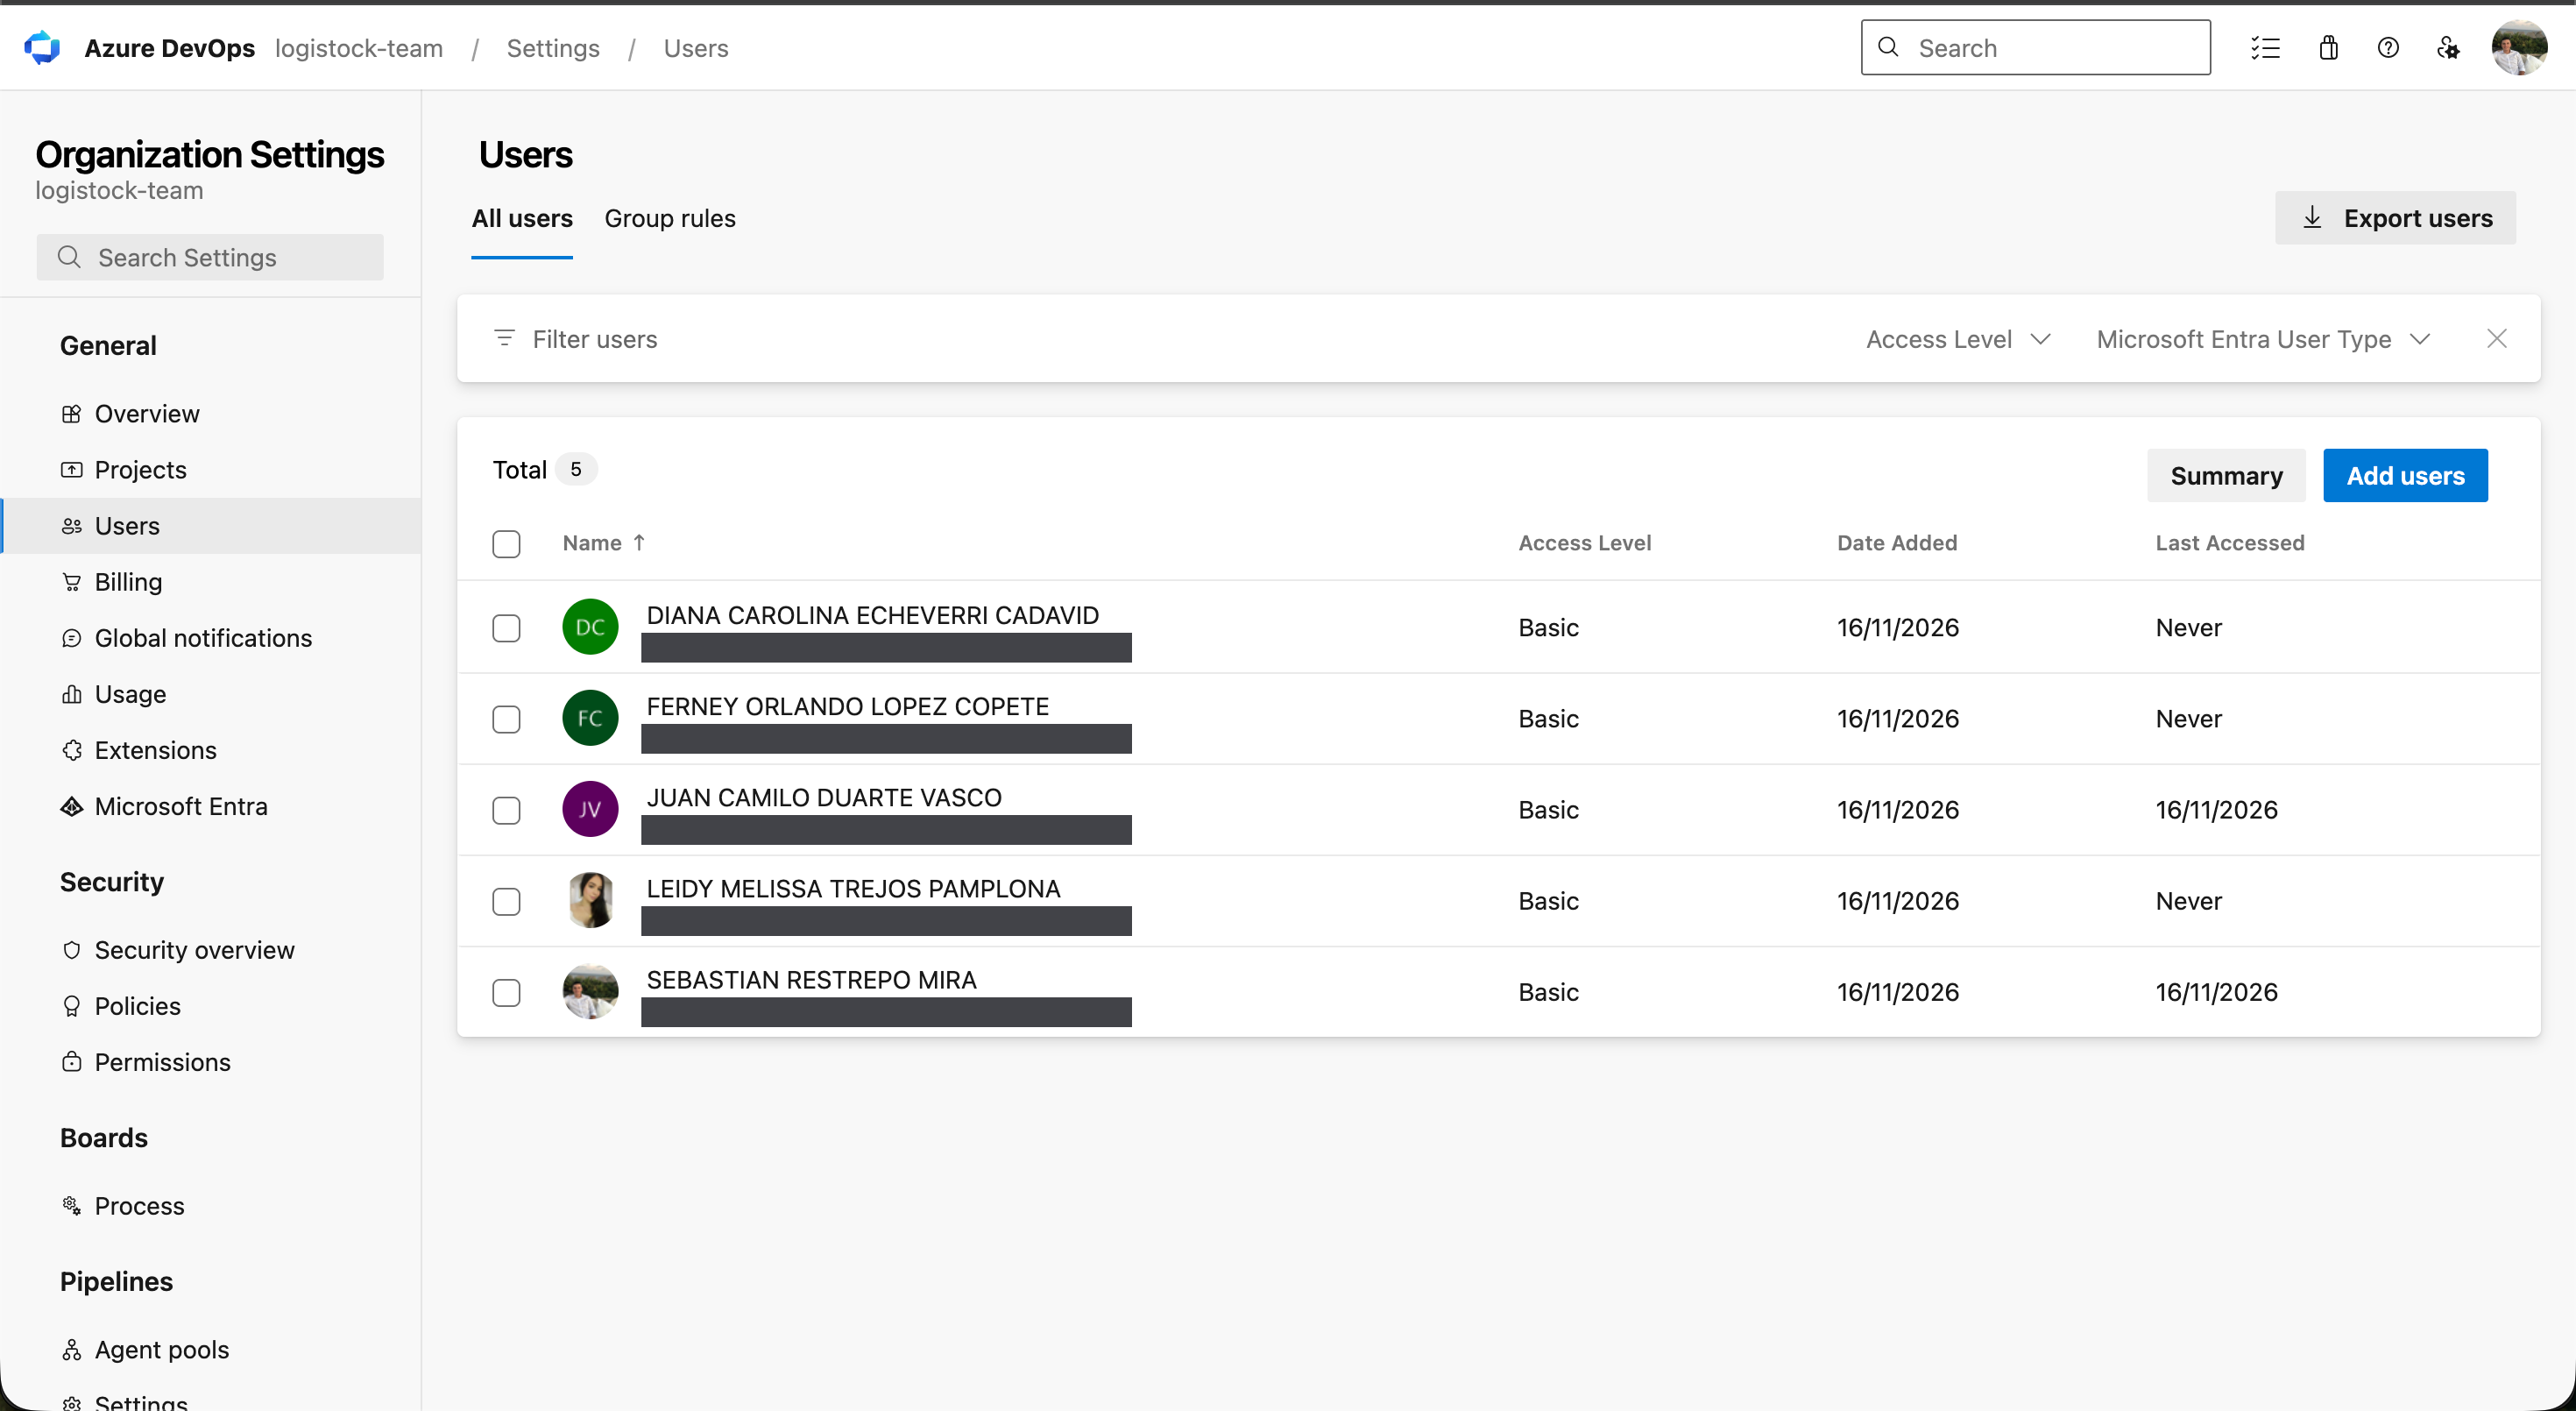 Azure DevOps logistock-team / Settings / Users
Search
Organization Settings
logistock-team
Search Settings
General
Overview
Projects
Users
Billing
Global notifications
Usage
Extensions
Microsoft Entra
Security
Security overview
Policies
Permissions
Boards
Process
Pipelines
Agent pools
Settings
Users
All users Group rules
Export users
Filter users
Access Level Microsoft Entra User Type
Total 5
Summary Add users
Name ↑ Access Level Date Added Last Accessed
DC DIANA CAROLINA ECHEVERRI CADAVID Basic 16/11/2026 Never
FC FERNEY ORLANDO LOPEZ COPETE Basic 16/11/2026 Never
JV JUAN CAMILO DUARTE VASCO Basic 16/11/2026 16/11/2026
LEIDY MELISSA TREJOS PAMPLONA Basic 16/11/2026 Never
SEBASTIAN RESTREPO MIRA Basic 16/11/2026 16/11/2026